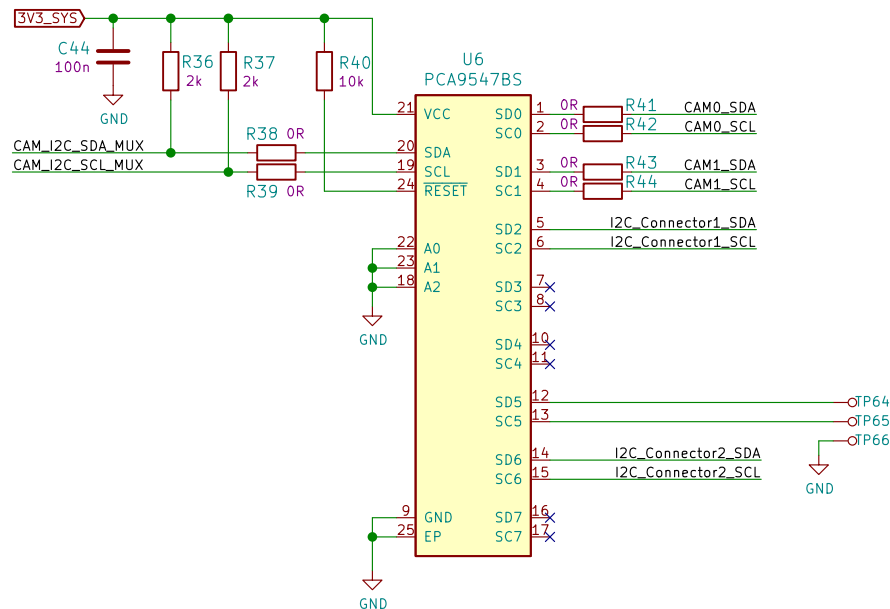 3V3_SYS
C44
100n
GND
R36
2k
R37
2k
R40
10k
U6
PCA9547BS
CAM_I2C_SDA_MUX
CAM_I2C_SCL_MUX
R38 0R
R39 0R
21 VCC
20 SDA
19 SCL
24 RESET
22 A0
23 A1
18 A2
GND
9 GND
25 EP
GND
SD0 1 0R R41 CAM0_SDA
SC0 2 R42 CAM0_SCL
SD1 3 0R R43 CAM1_SDA
SC1 4 0R R44 CAM1_SCL
SD2 5 I2C_Connector1_SDA
SC2 6 I2C_Connector1_SCL
SD3 7
SC3 8
SD4 10
SC4 11
SD5 12 TP64
SC5 13 TP65
TP66
GND
SD6 14 I2C_Connector2_SDA
SC6 15 I2C_Connector2_SCL
SD7 16
SC7 17